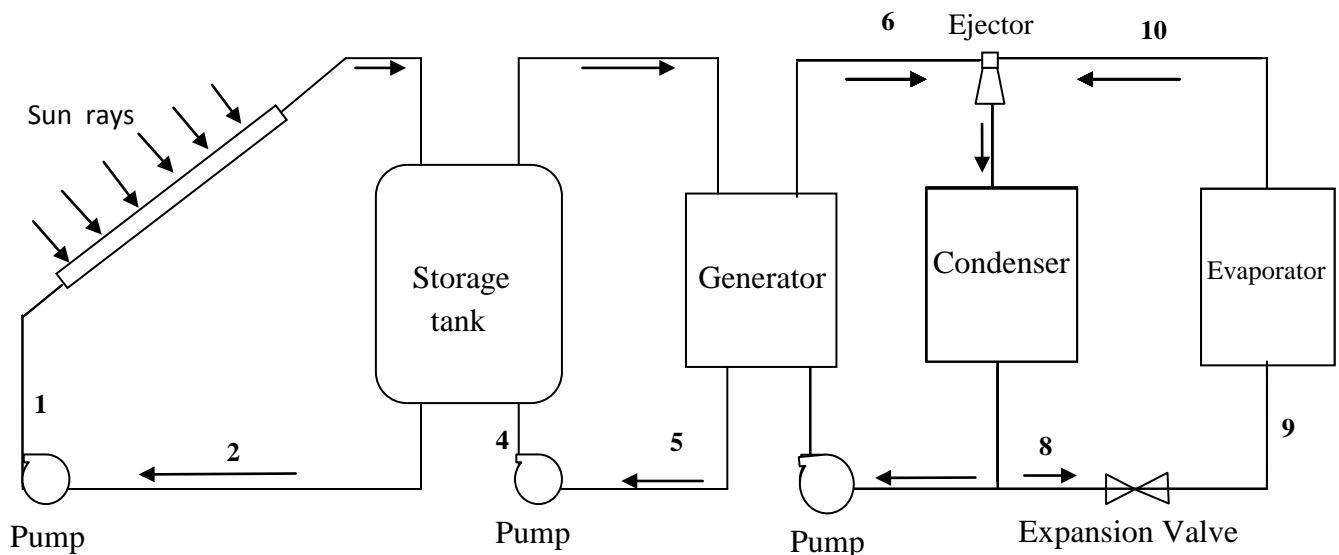 6
Ejector
10
Sun rays
Storage
tank
Generator
Condenser
Evaporator
1
2
4
5
8
9
Pump
Pump
Pump
Expansion Valve